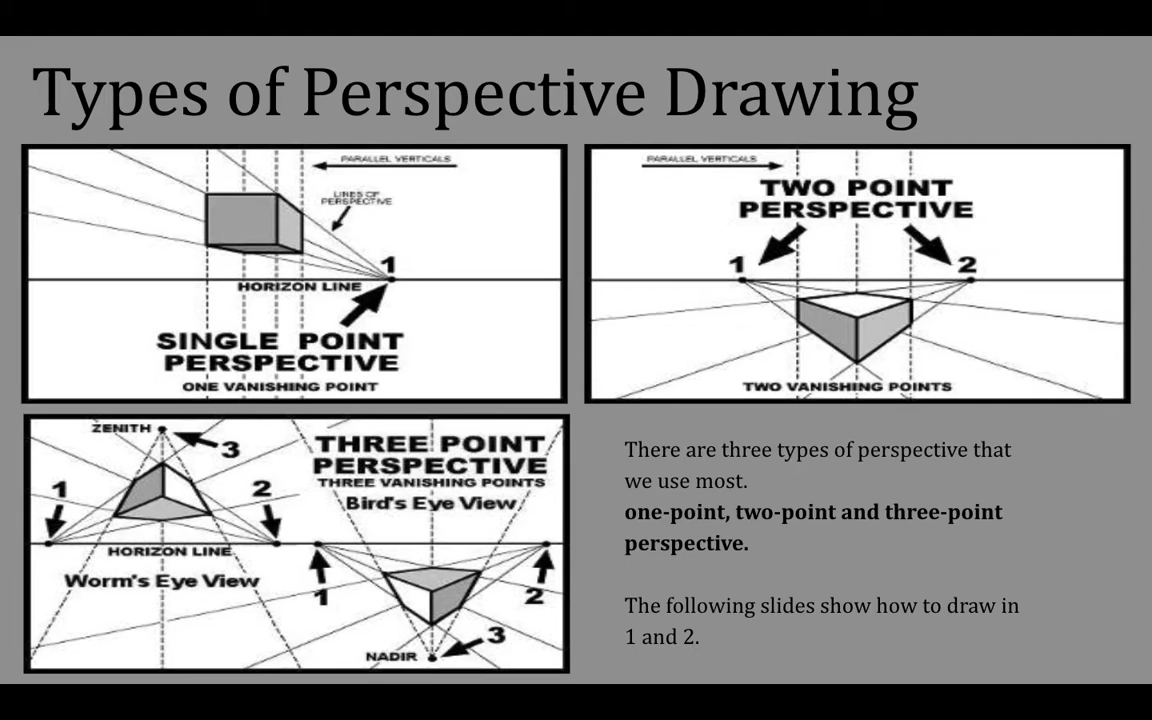 Types of Perspective Drawing
PARALLEL VERTICALS
LINES OF
PERSPECTIVE
1
HORIZON LINE
SINGLE POINT
PERSPECTIVE
ONE VANISHING POINT
PARALLEL VERTICALS
TWO POINT
PERSPECTIVE
1 2
TWO VANISHING POINTS
ZENITH
3
1 2
HORIZON LINE
Worm's Eye View
THREE POINT
PERSPECTIVE
THREE VANISHING POINTS
Bird's Eye View
1 2
3
NADIR
There are three types of perspective that
we use most.
one-point, two-point and three-point
perspective.
The following slides show how to draw in
1 and 2.